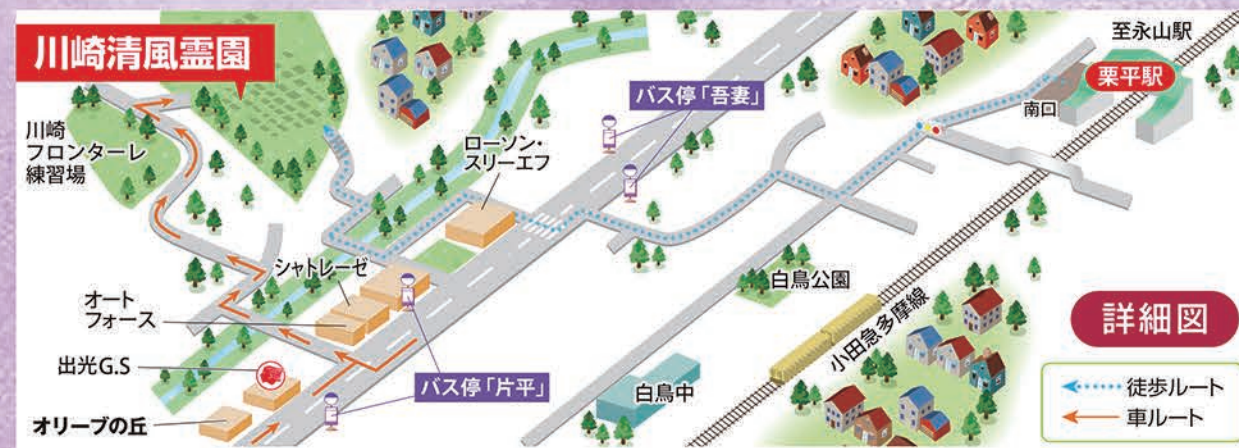 川崎清風霊園
至永山駅
栗平駅
南口
バス停「吾妻」
川崎
フロンターレ
練習場
ローソン・
スリーエフ
シャトレーゼ
オート
フォース
白鳥公園
小田急多摩線
詳細図
出光G.S
バス停「片平」
白鳥中
徒歩ルート
車ルート
オリーブの丘